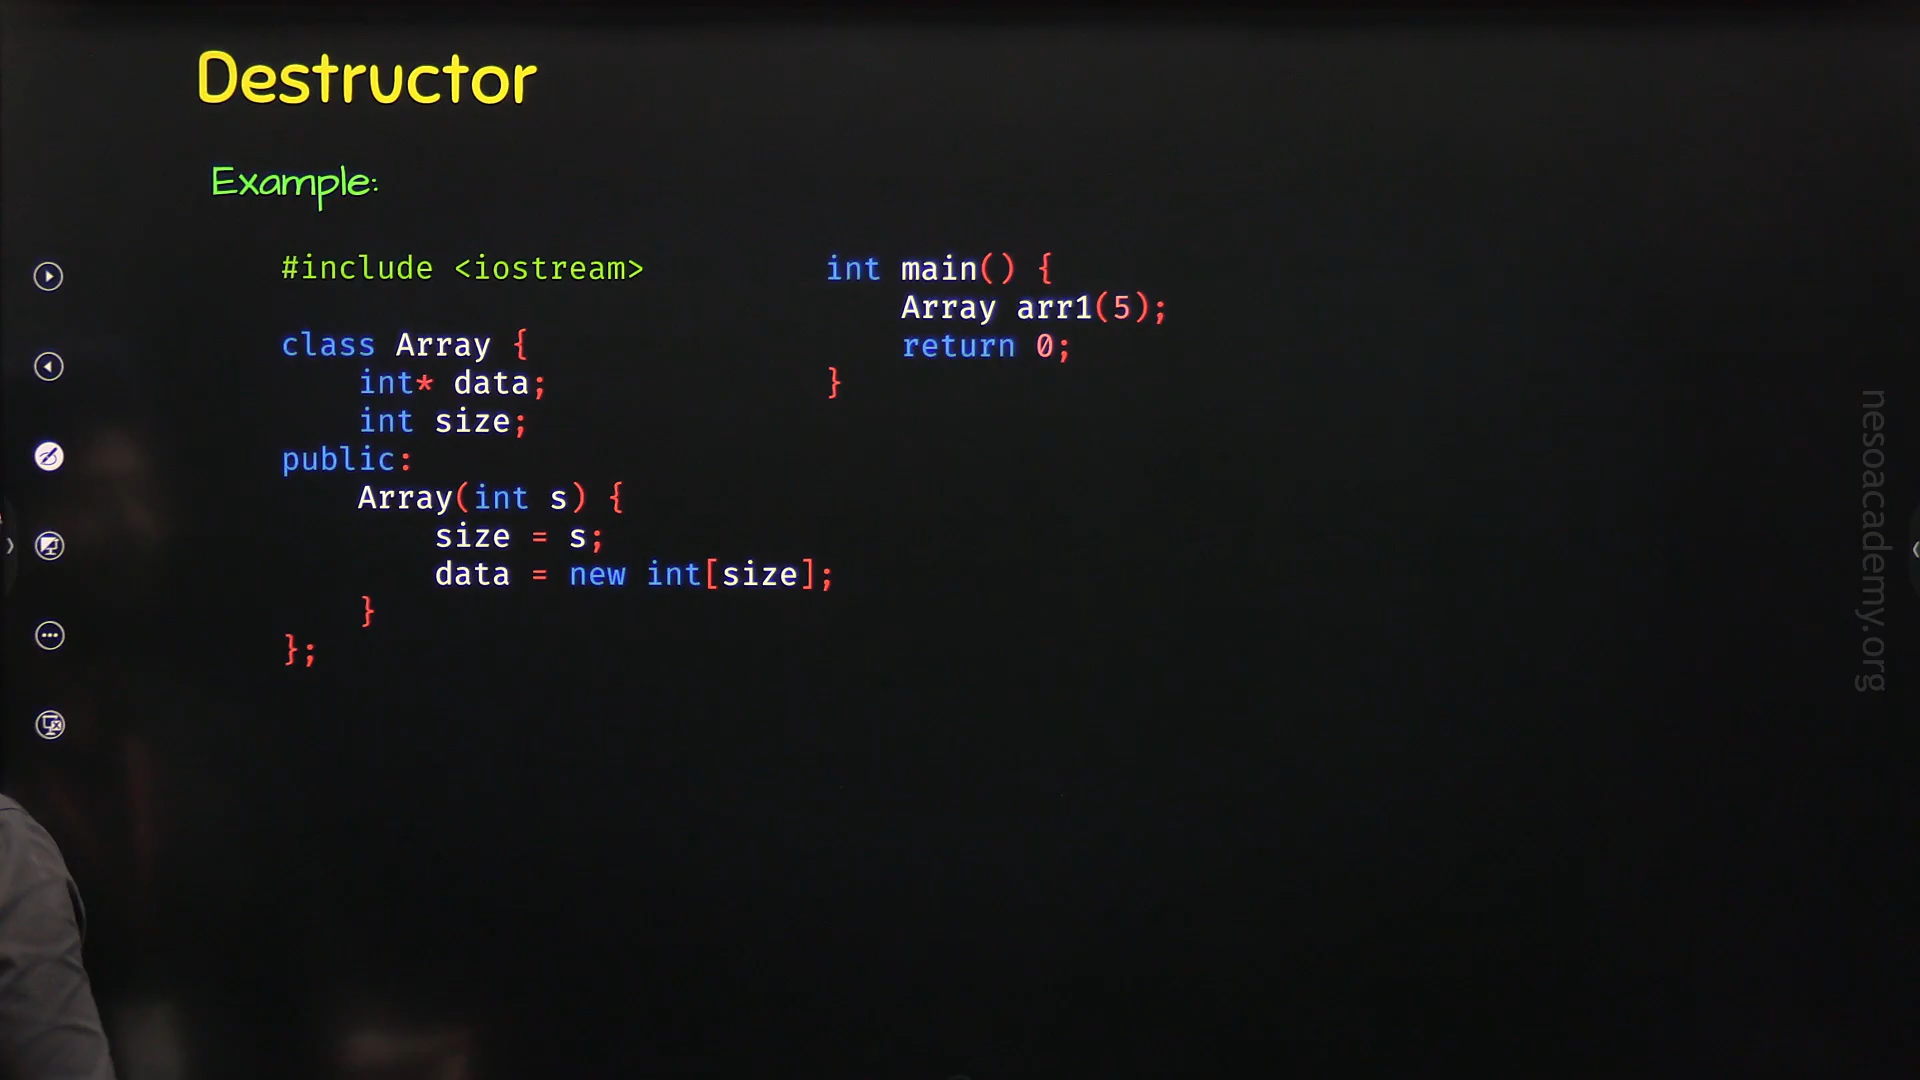 Destructor
Example:
#include <iostream>
class Array {
    int* data;
    int size;
public:
    Array(int s) {
        size = s;
        data = new int[size];
    }
};
int main() {
    Array arr1(5);
    return 0;
}
nesoacademy.org